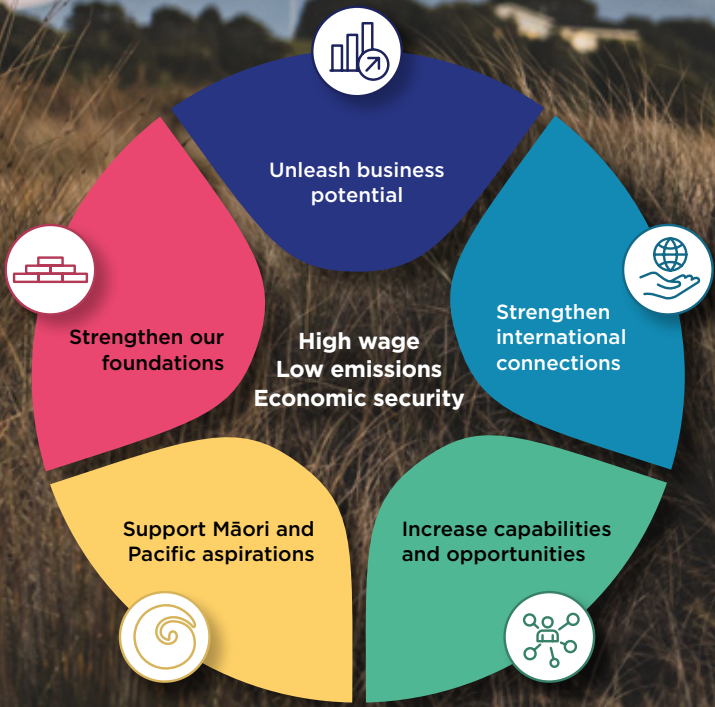 Unleash business
potential
Strengthen
international
connections
Increase capabilities
and opportunities
Support Māori and
Pacific aspirations
Strengthen our
foundations
High wage
Low emissions
Economic security